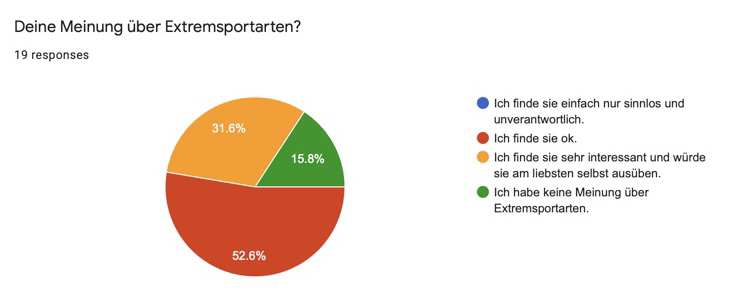 Deine Meinung über Extremsportarten?
19 responses
31.6%
15.8%
52.6%
Ich finde sie einfach nur sinnlos und
unverantwortlich.
Ich finde sie ok.
Ich finde sie sehr interessant und würde
sie am liebsten selbst ausüben.
Ich habe keine Meinung über
Extremsportarten.